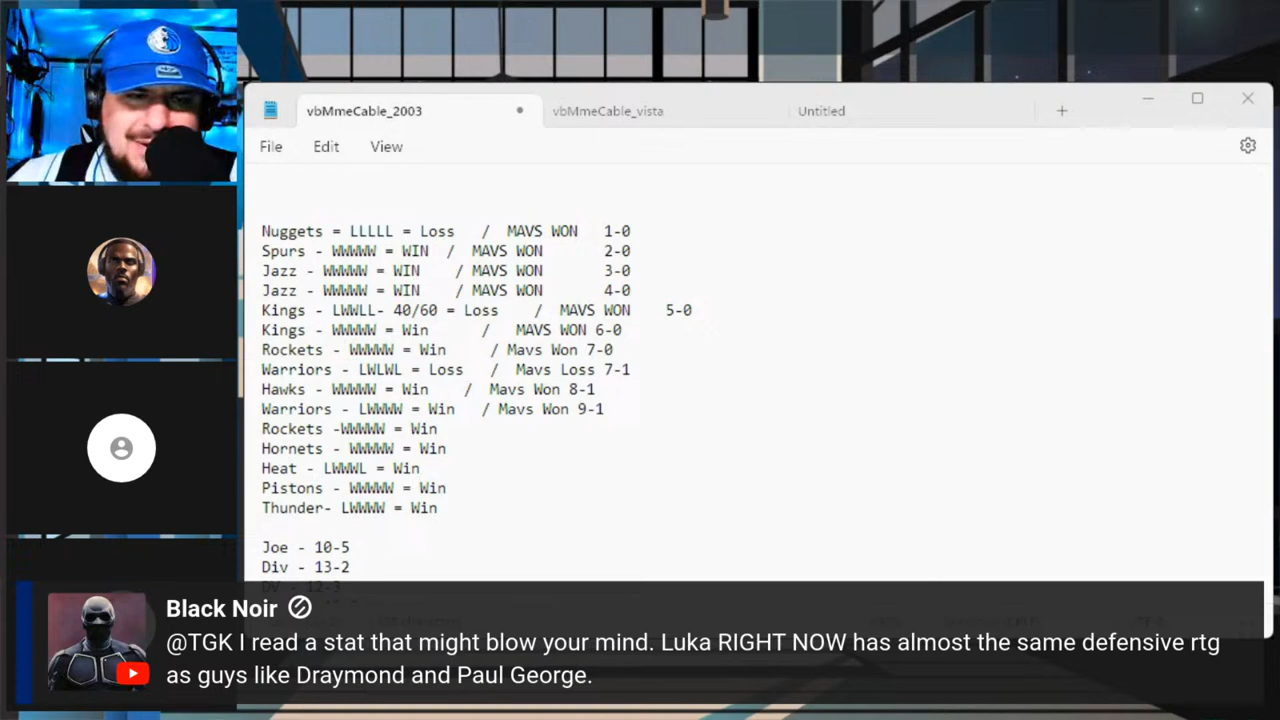 vbMmeCable_2003
vbMmeCable_vista
Untitled
File Edit View
Nuggets = LLLLL = Loss / MAVS WON 1-0
Spurs - WWWWW = WIN / MAVS WON 2-0
Jazz - WWWWW = WIN / MAVS WON 3-0
Jazz - WWWWW = WIN / MAVS WON 4-0
Kings - LWWLL- 40/60 = Loss / MAVS WON 5-0
Kings - WWWWW = Win / MAVS WON 6-0
Rockets - WWWWW = Win / Mavs Won 7-0
Warriors - LWLWL = Loss / Mavs Loss 7-1
Hawks - WWWWW = Win / Mavs Won 8-1
Warriors - LWWWW = Win / Mavs Won 9-1
Rockets -WWWWW = Win
Hornets - WWWWW = Win
Heat - LWWWL = Win
Pistons - WWWWW = Win
Thunder- LWWWW = Win
Joe - 10-5
Div - 13-2
Black Noir
@TGK I read a stat that might blow your mind. Luka RIGHT NOW has almost the same defensive rtg
as guys like Draymond and Paul George.